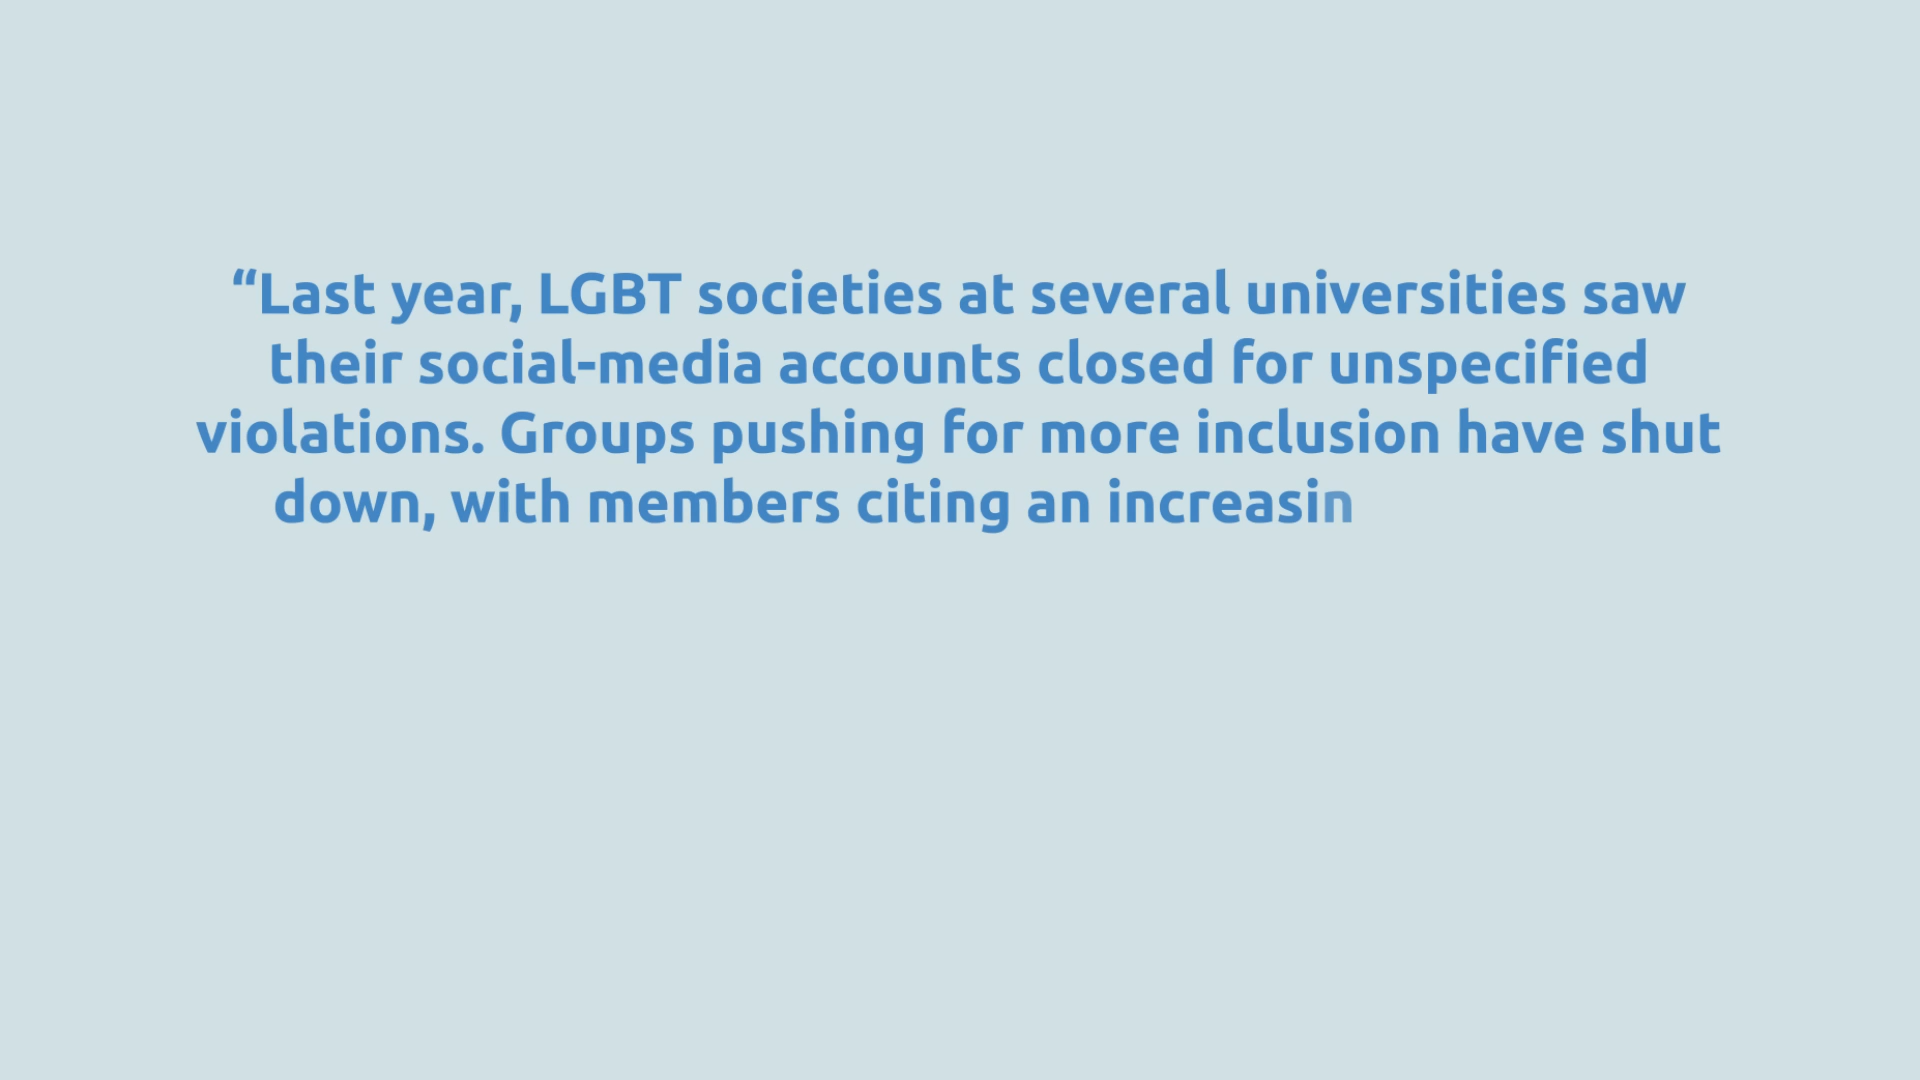 “Last year, LGBT societies at several universities saw
their social-media accounts closed for unspecified
violations. Groups pushing for more inclusion have shut
down, with members citing an increasin